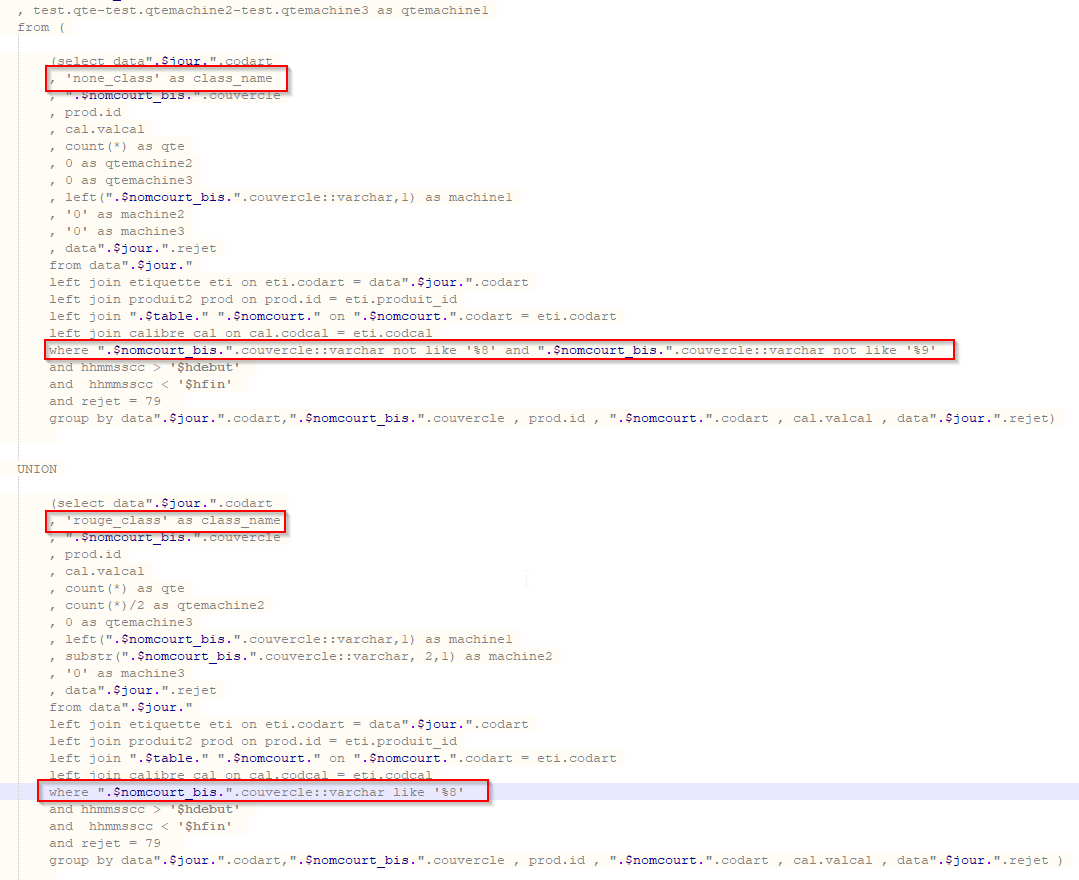 , test.qte-test.qtemachine2-test.qtemachine3 as qtemachine1
from (
(select data".$jour.".codart
, 'none_class' as class_name
, ".$nomcourt_bis.".couvercle
, prod.id
, cal.valcal
, count(*) as qte
, 0 as qtemachine2
, 0 as qtemachine3
, left(".$nomcourt_bis.".couvercle::varchar,1) as machine1
, '0' as machine2
, '0' as machine3
, data".$jour.".rejet
from data".$jour."
left join etiquette eti on eti.codart = data".$jour.".codart
left join produit2 prod on prod.id = eti.produit_id
left join ".$table." ".$nomcourt." on ".$nomcourt.".codart = eti.codart
left join calibre cal on cal.codcal = eti.codcal
where ".$nomcourt_bis.".couvercle::varchar not like '%8' and ".$nomcourt_bis.".couvercle::varchar not like '%9'
and hhmmsscc > '$hdebut'
and  hhmmsscc < '$hfin'
and rejet = 79
group by data".$jour.".codart,".$nomcourt_bis.".couvercle , prod.id , ".$nomcourt.".codart , cal.valcal , data".$jour.".rejet)
UNION
(select data".$jour.".codart
, 'rouge_class' as class_name
, ".$nomcourt_bis.".couvercle
, prod.id
, cal.valcal
, count(*) as qte
, count(*)/2 as qtemachine2
, 0 as qtemachine3
, left(".$nomcourt_bis.".couvercle::varchar,1) as machine1
, substr(".$nomcourt_bis.".couvercle::varchar, 2,1) as machine2
, '0' as machine3
, data".$jour.".rejet
from data".$jour."
left join etiquette eti on eti.codart = data".$jour.".codart
left join produit2 prod on prod.id = eti.produit_id
left join ".$table." ".$nomcourt." on ".$nomcourt.".codart = eti.codart
left join calibre cal on cal.codcal = eti.codcal
where ".$nomcourt_bis.".couvercle::varchar like '%8'
and hhmmsscc > '$hdebut'
and  hhmmsscc < '$hfin'
and rejet = 79
group by data".$jour.".codart,".$nomcourt_bis.".couvercle , prod.id , ".$nomcourt.".codart , cal.valcal , data".$jour.".rejet )